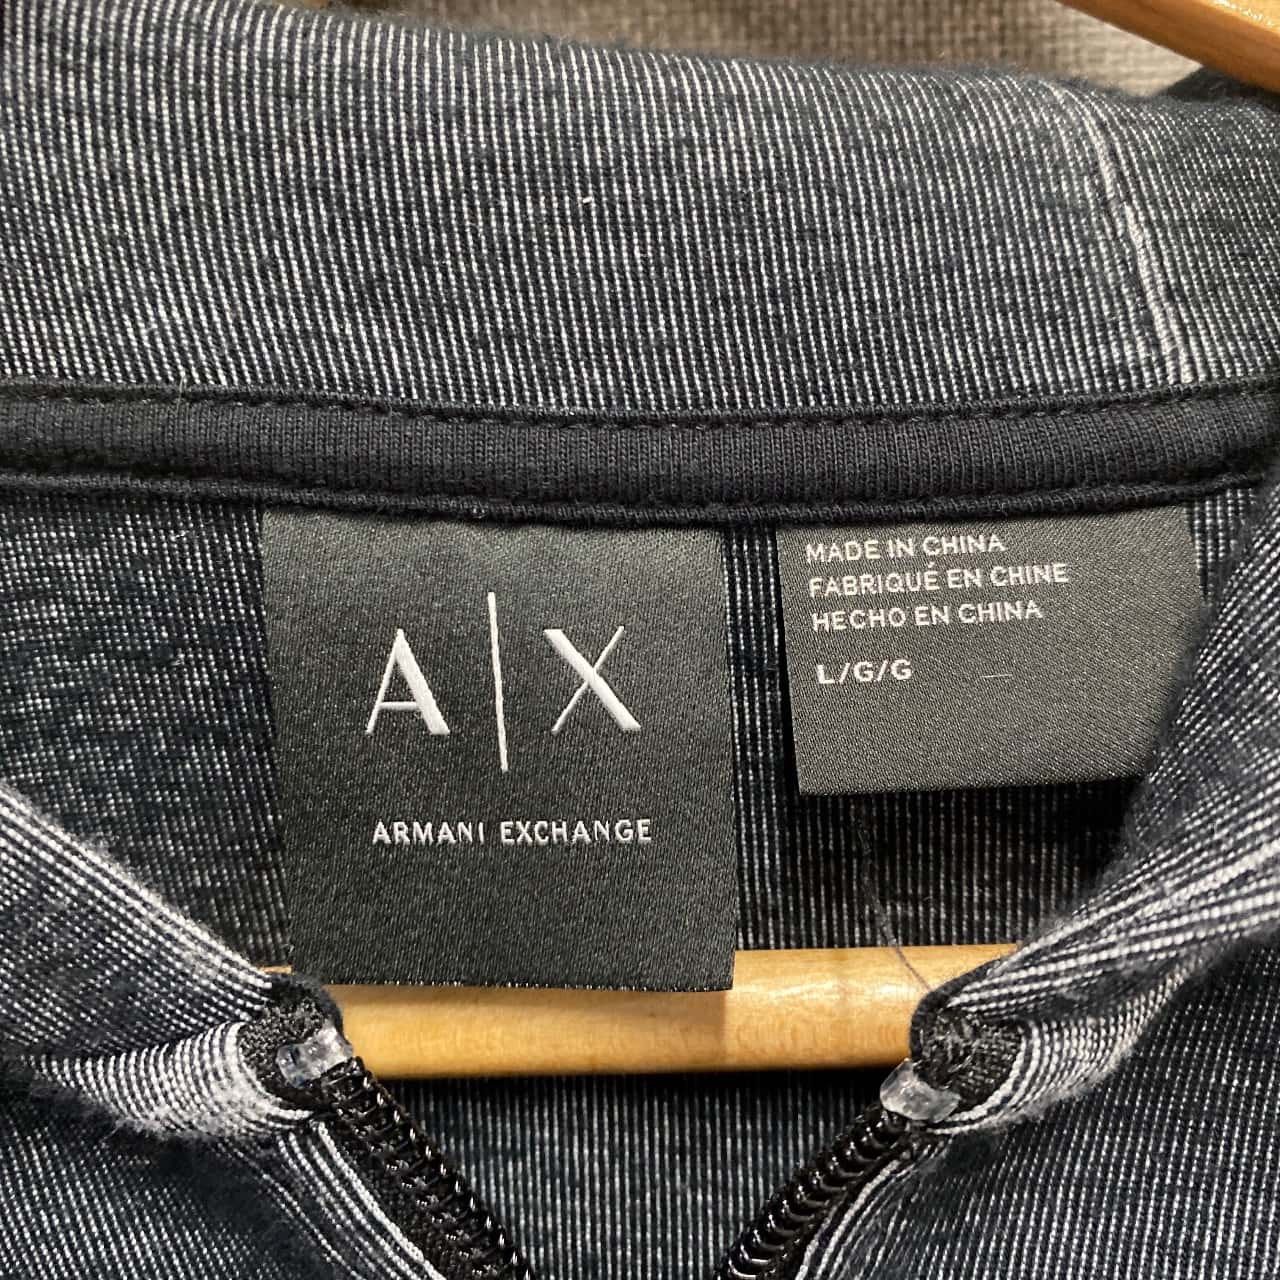 A|X
ARMANI EXCHANGE
MADE IN CHINA
FABRIQUÉ EN CHINE
HECHO EN CHINA
L/G/G